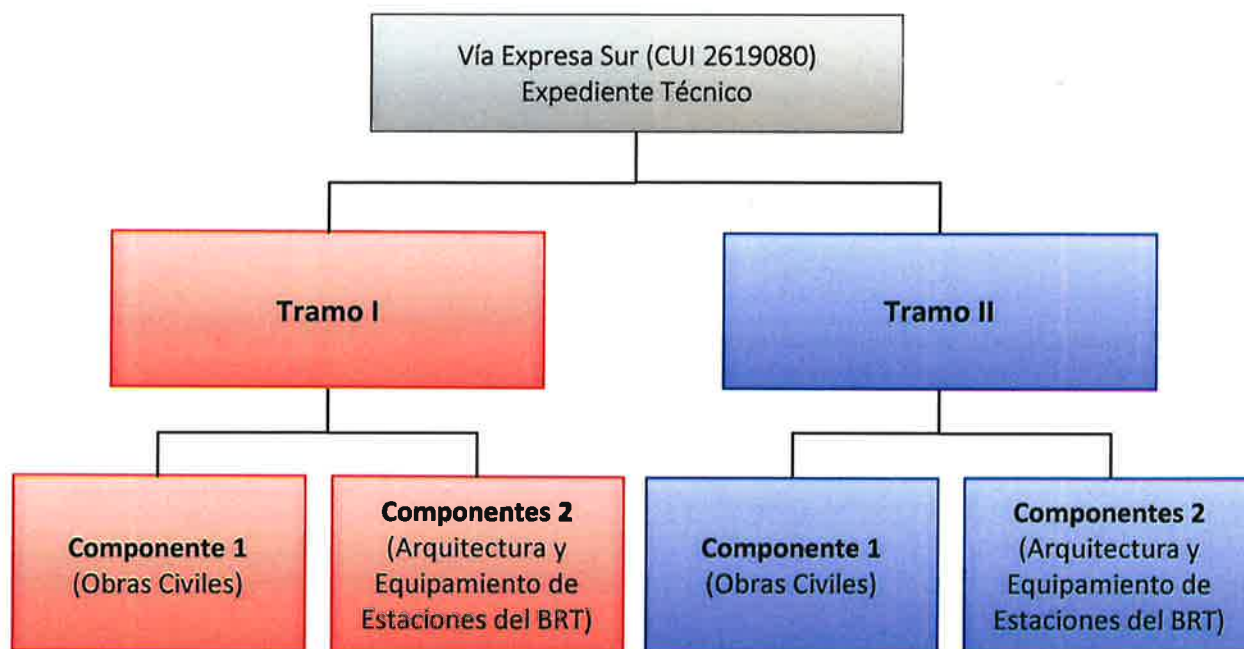 Vía Expresa Sur (CUI 2619080)
Expediente Técnico
Tramo I
Tramo II
Componente 1
(Obras Civiles)
Componentes 2
(Arquitectura y
Equipamiento de
Estaciones del BRT)
Componente 1
(Obras Civiles)
Componentes 2
(Arquitectura y
Equipamiento de
Estaciones del BRT)